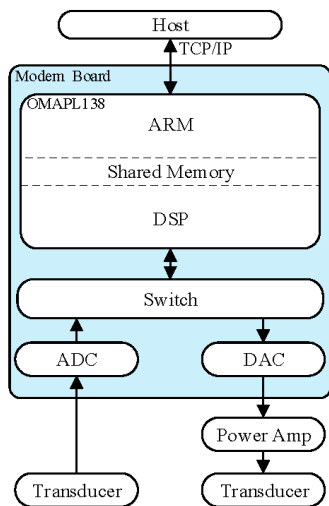 Host
TCP/IP
Modem Board
OMAPL138
ARM
Shared Memory
DSP
Switch
ADC
DAC
Power Amp
Transducer
Transducer